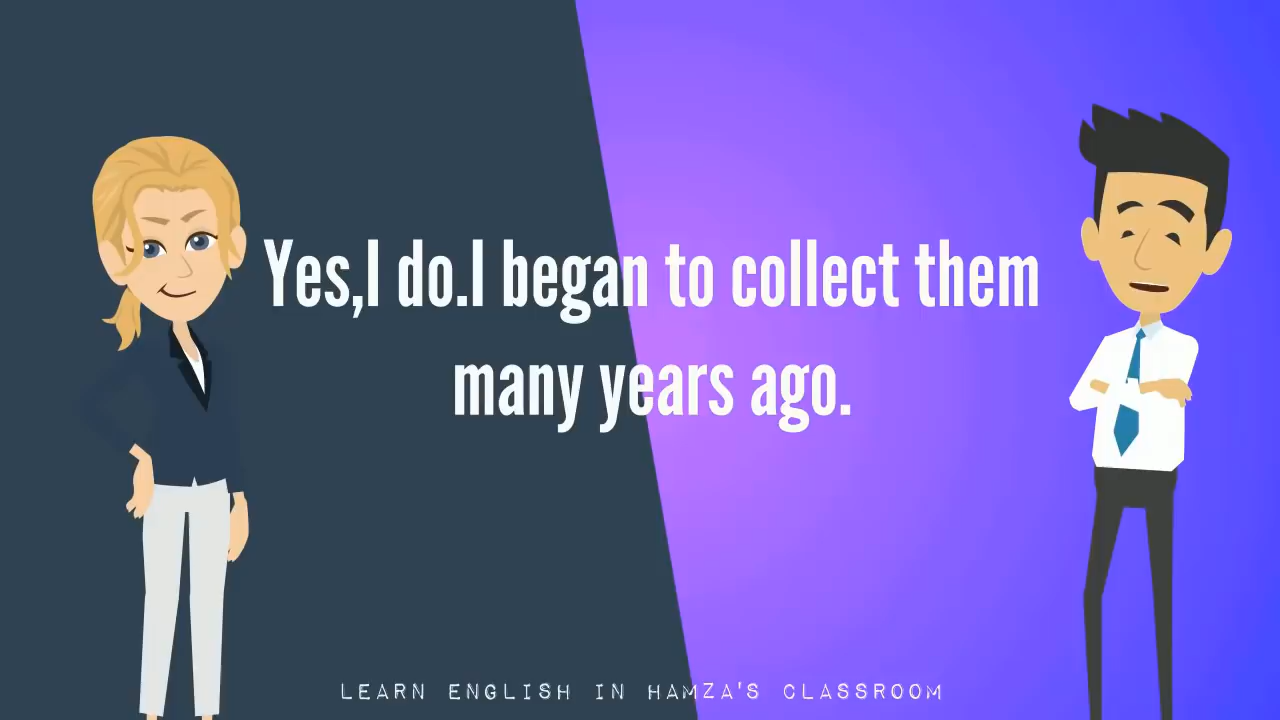 Yes,I do.I began to collect them
many years ago.
LEARN ENGLISH IN HAMZA'S CLASSROOM